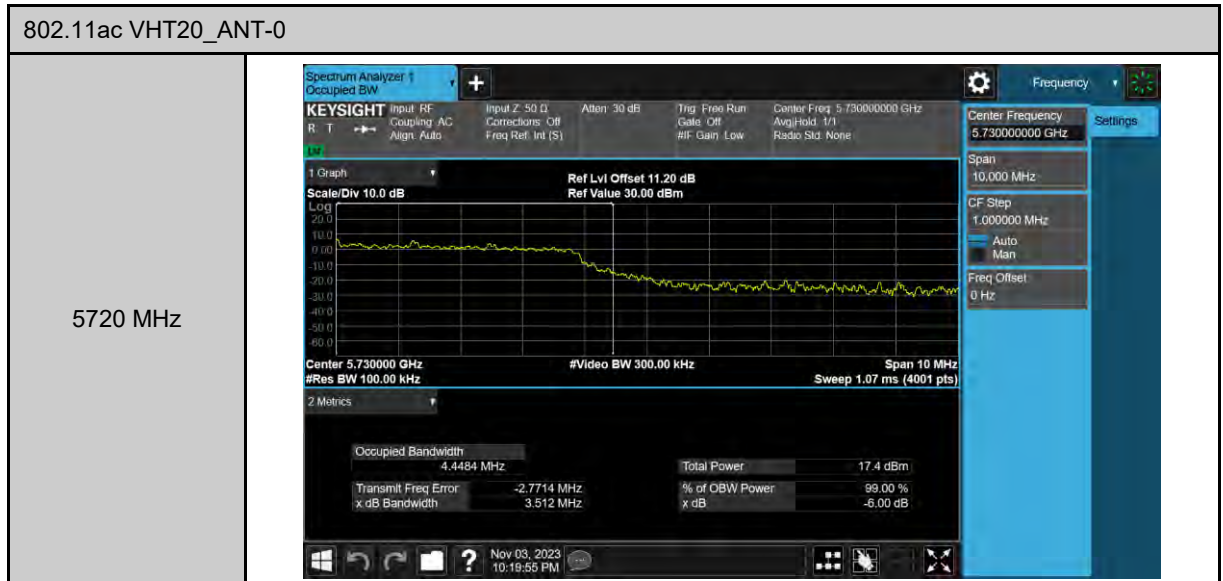 802.11ac VHT20_ANT-0
5720 MHz
Spectrum Analyzer 1
Occupied BW
+
Frequency
KEYSIGHT Input: RF Input Z: 50 Ω Atten: 30 dB Trig: Free Run Center Freq: 5.730000000 GHz
R T Coupling: AC Corrections: Off Gate: Off Avg|Hold: 1/1
Align: Auto Freq Ref: Int (S) #IF Gain: Low Radio Std: None
Center Frequency
5.730000000 GHz
Settings
Span
10.000 MHz
CF Step
1.000000 MHz
Auto
Man
Freq Offset
0 Hz
1 Graph
Ref Lvl Offset 11.20 dB
Scale/Div 10.0 dB Ref Value 30.00 dBm
Log
20.0
10.0
0.00
-10.0
-20.0
-30.0
-40.0
-50.0
-60.0
Center 5.730000 GHz #Video BW 300.00 kHz Span 10 MHz
#Res BW 100.00 kHz Sweep 1.07 ms (4001 pts)
2 Metrics
Occupied Bandwidth
4.4484 MHz Total Power 17.4 dBm
Transmit Freq Error -2.7714 MHz % of OBW Power 99.00 %
x dB Bandwidth 3.512 MHz x dB -6.00 dB
? Nov 03, 2023
10:19:55 PM